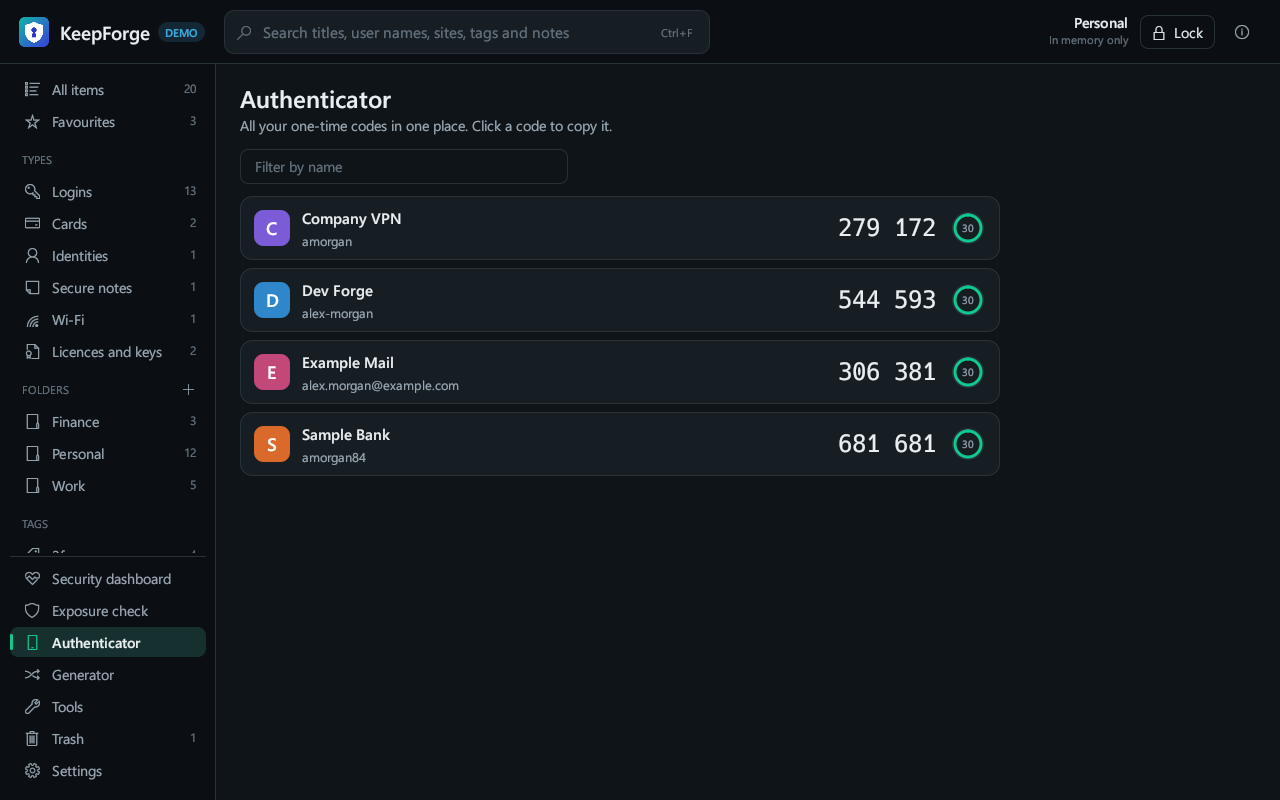 KeepForge DEMO
Search titles, user names, sites, tags and notes Ctrl+F
Personal
In memory only
Lock
All items 20
Favourites 3
TYPES
Logins 13
Cards 2
Identities 1
Secure notes 1
Wi-Fi 1
Licences and keys 2
FOLDERS
Finance 3
Personal 12
Work 5
TAGS
Security dashboard
Exposure check
Authenticator
Generator
Tools
Trash 1
Settings
Authenticator
All your one-time codes in one place. Click a code to copy it.
Filter by name
C
Company VPN
amorgan
279 172 30
D
Dev Forge
alex-morgan
544 593 30
E
Example Mail
alex.morgan@example.com
306 381 30
S
Sample Bank
amorgan84
681 681 30